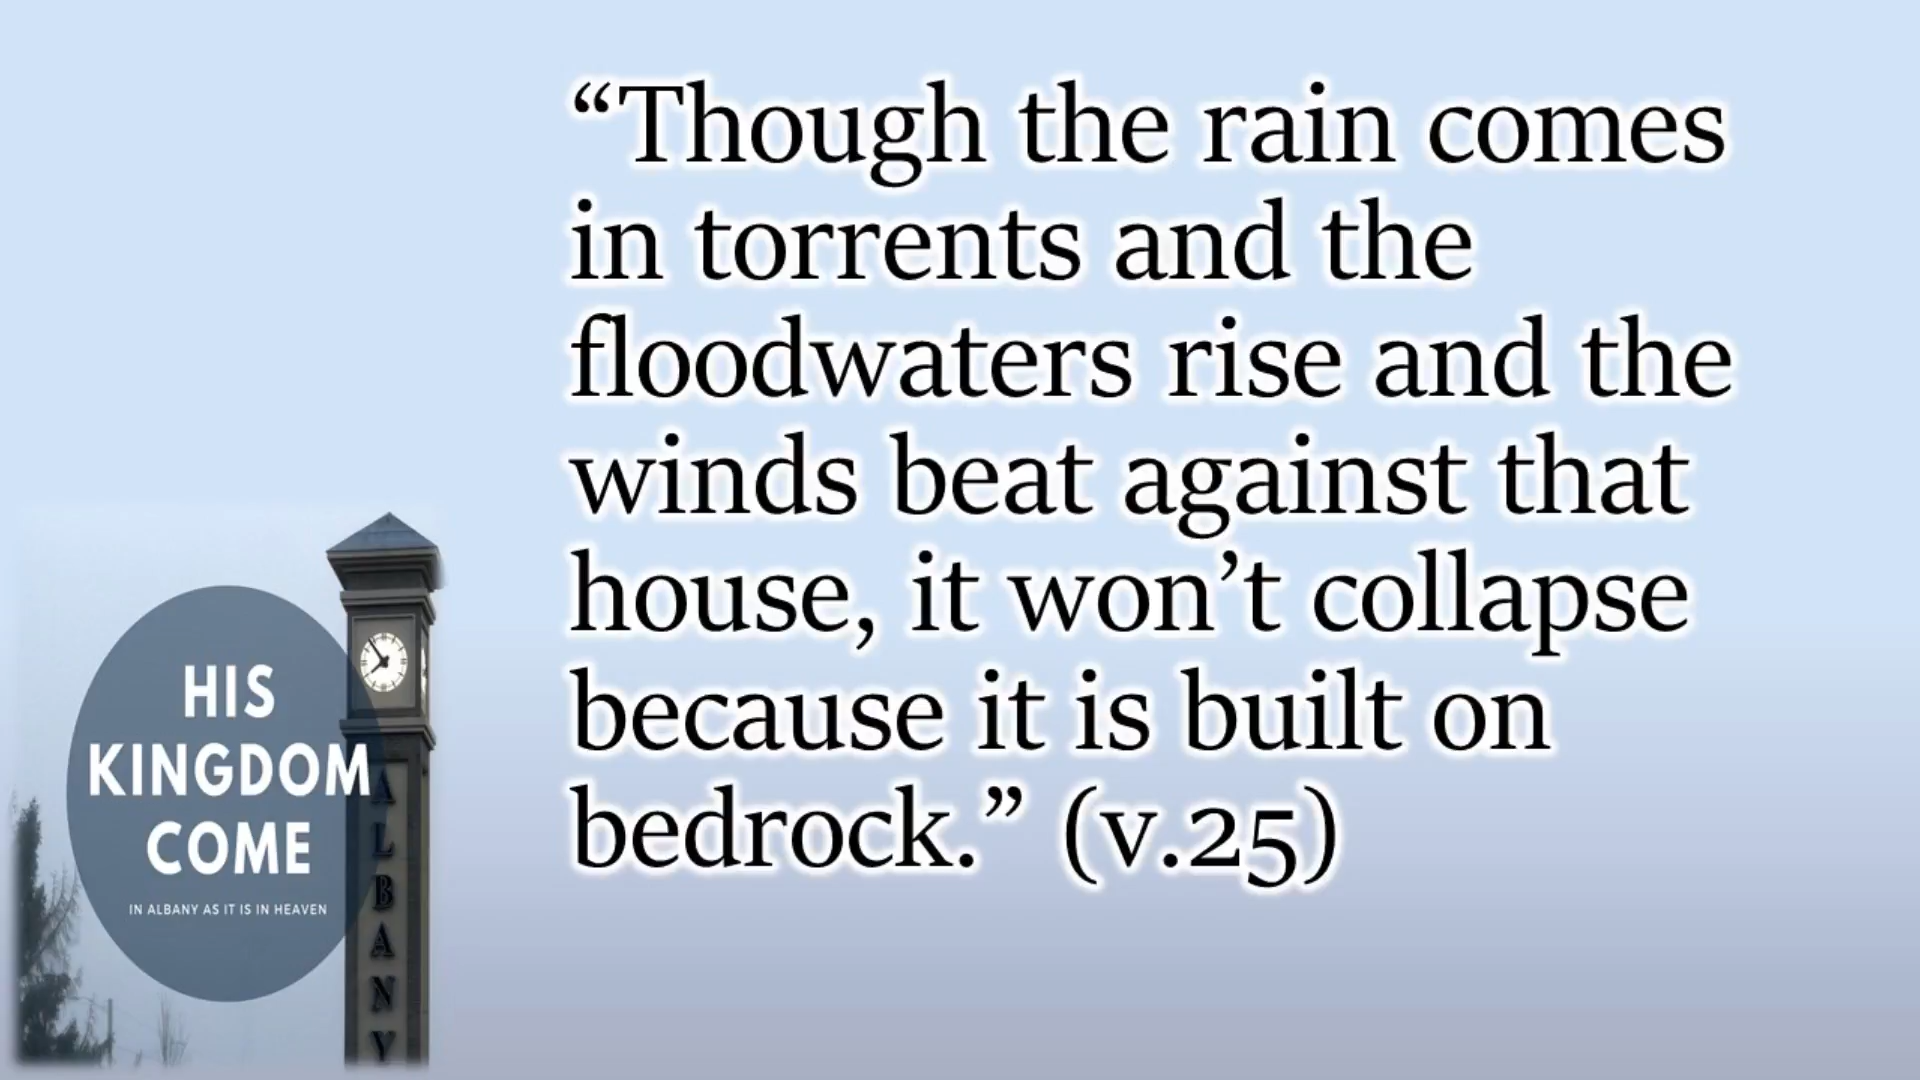 “Though the rain comes
in torrents and the
floodwaters rise and the
winds beat against that
house, it won’t collapse
because it is built on
bedrock.” (v.25)
HIS
KINGDOM
COME
IN ALBANY AS IT IS IN HEAVEN
ALBANY